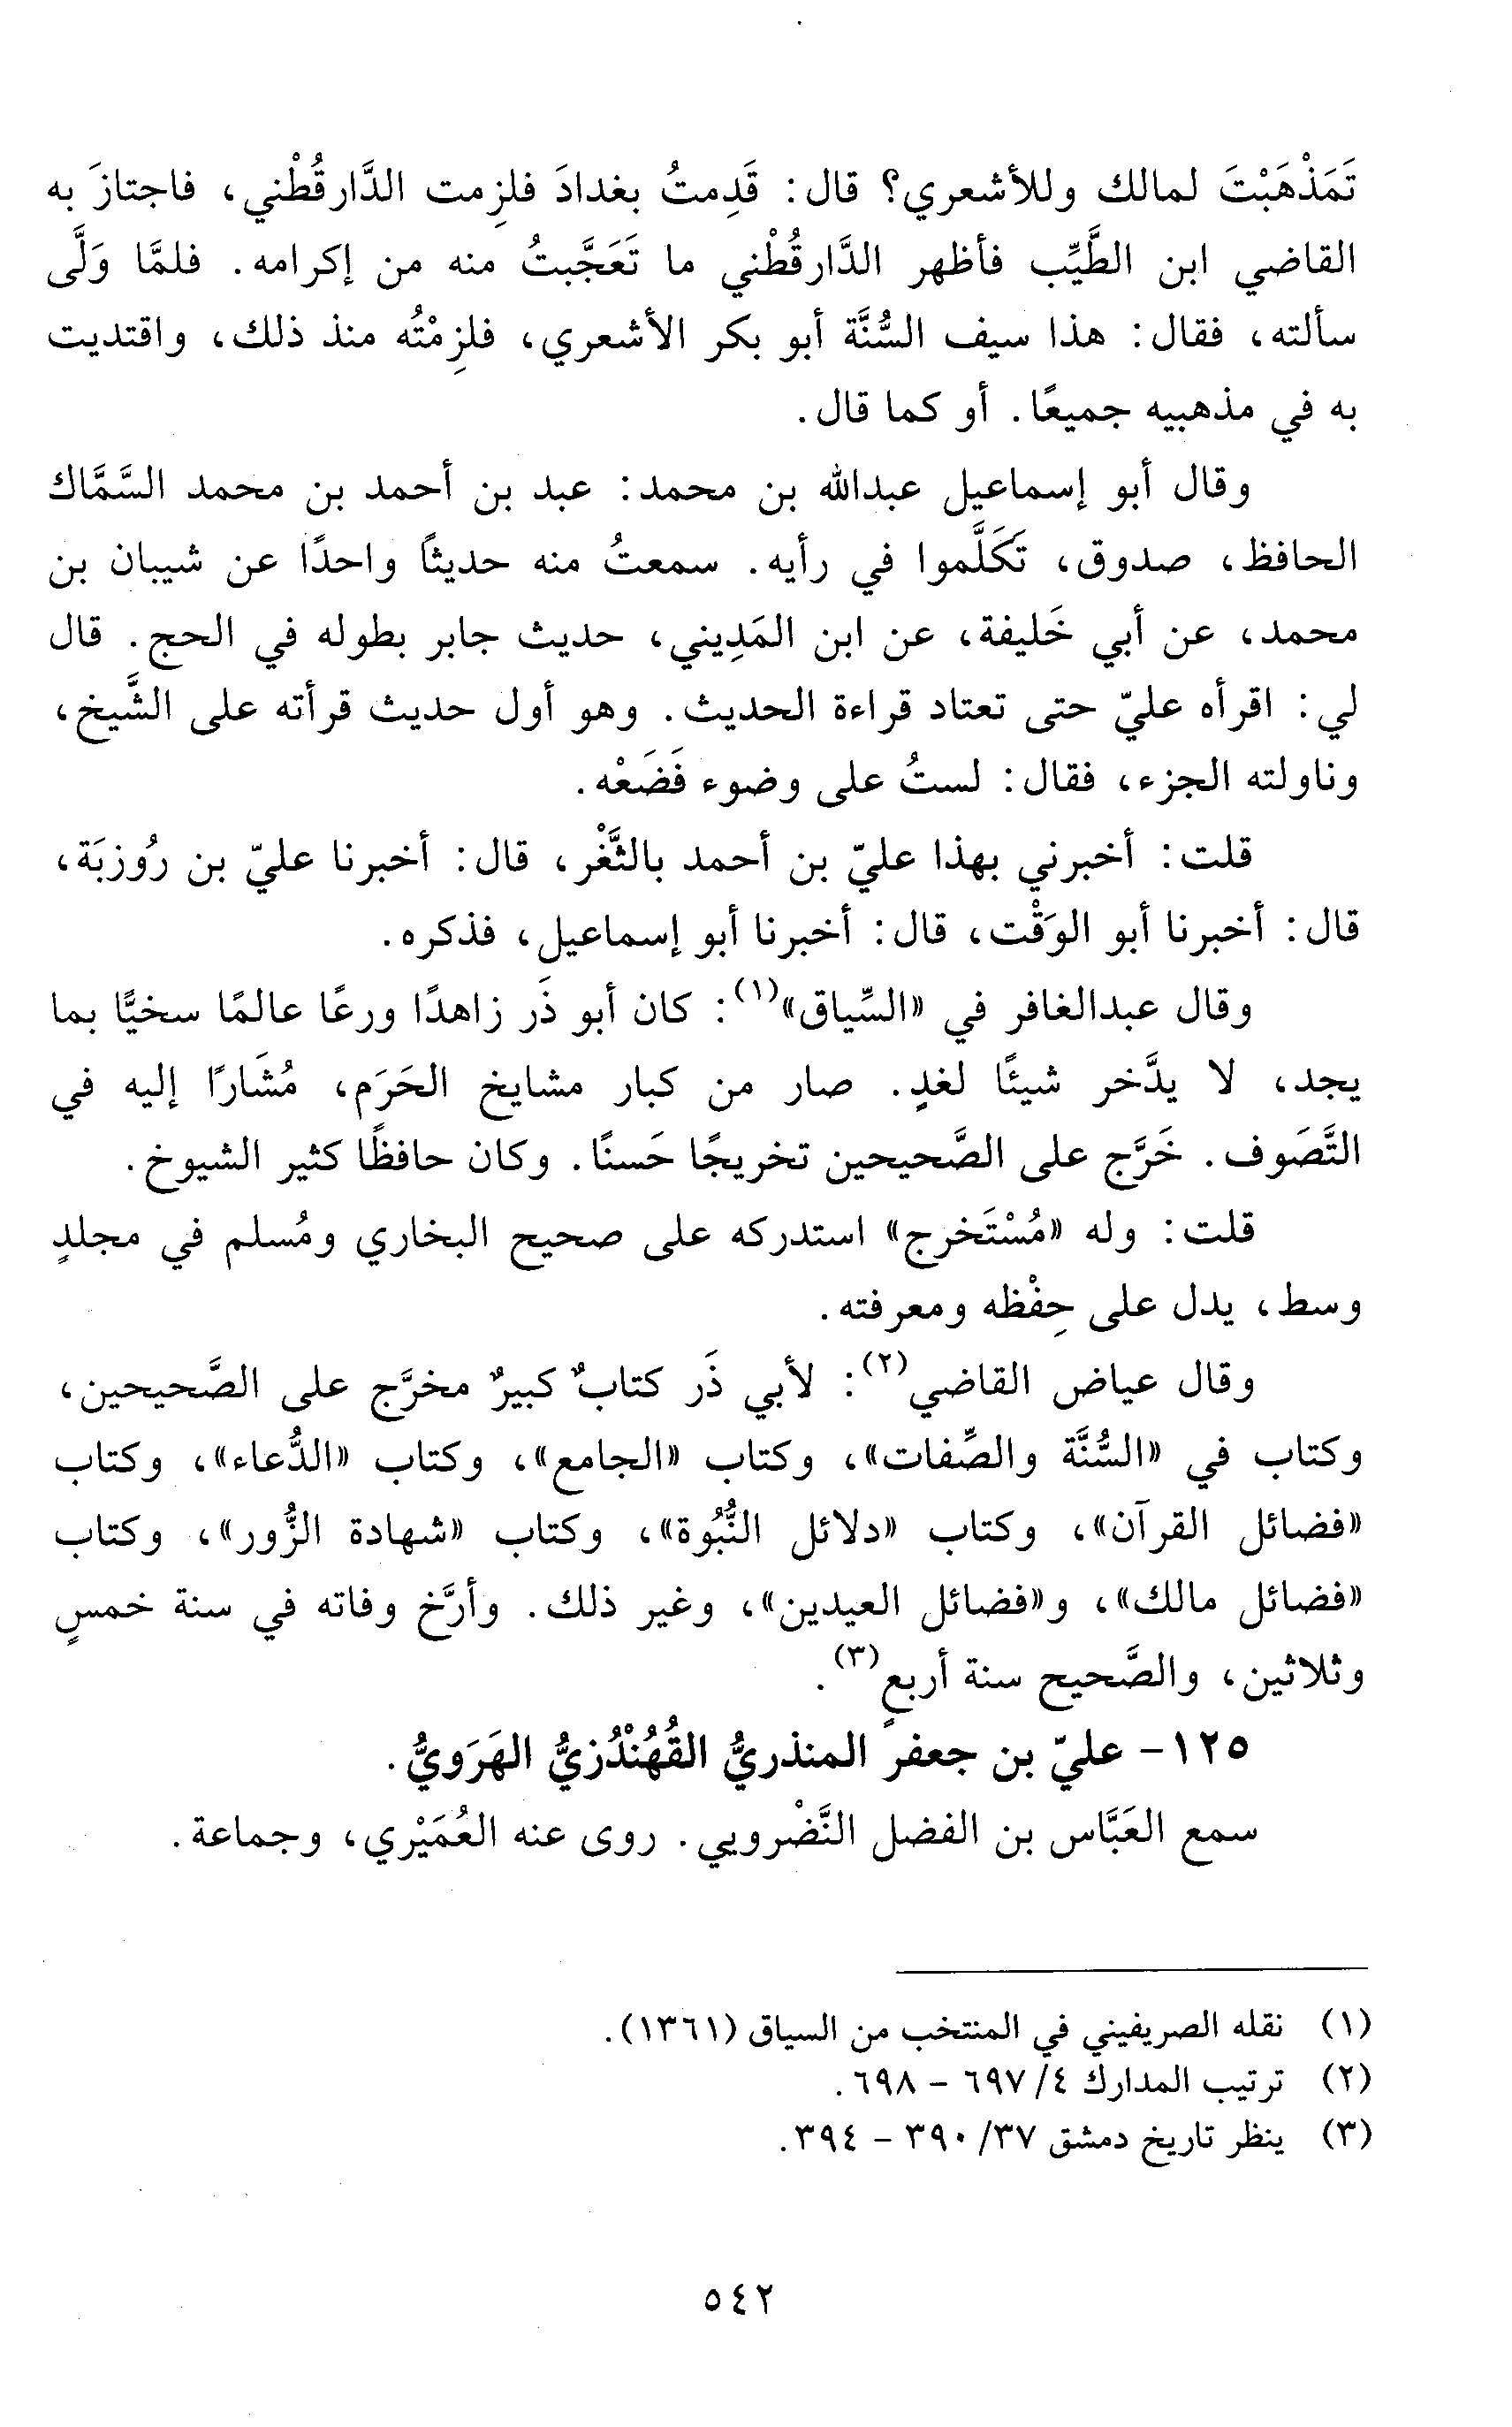 تَمَذْهَبْتَ لمالك وللأشعري؟ قال: قَدِمتُ بغدادَ فلزِمت الدَّارقُطْني، فاجتازَ به
القاضي ابن الطَّيِّب فأظهر الدَّارقُطْني ما تَعَجَّبتُ منه من إكرامه. فلمَّا وَلَّى
سألته، فقال: هذا سيف السُّنَّة أبو بكر الأشعري، فلزِمْتُه منذ ذلك، واقتديت
به في مذهبيه جميعًا. أو كما قال.
وقال أبو إسماعيل عبدالله بن محمد: عبد بن أحمد بن محمد السَّمَّاك
الحافظ، صدوق، تَكَلَّموا في رأيه. سمعتُ منه حديثًا واحدًا عن شيبان بن
محمد، عن أبي خَليفة، عن ابن المَدِيني، حديث جابر بطوله في الحج. قال
لي: اقرأه عليّ حتى تعتاد قراءة الحديث. وهو أول حديث قرأته على الشَّيخ،
وناولته الجزء، فقال: لستُ على وضوء فَضَعْه.
قلت: أخبرني بهذا عليّ بن أحمد بالثَّغْر، قال: أخبرنا عليّ بن رُوزبَة،
قال: أخبرنا أبو الوَقْت، قال: أخبرنا أبو إسماعيل، فذكره.
وقال عبدالغافر في «السِّياق»(١): كان أبو ذَر زاهدًا ورعًا عالمًا سخيًّا بما
يجد، لا يدَّخر شيئًا لغدٍ. صار من كبار مشايخ الحَرَم، مُشَارًا إليه في
التَّصَوف. خَرَّج على الصَّحيحين تخريجًا حَسنًا. وكان حافظًا كثير الشيوخ.
قلت: وله «مُسْتَخرج» استدركه على صحيح البخاري ومُسلم في مجلدٍ
وسط، يدل على حِفْظه ومعرفته.
وقال عياض القاضي(٢): لأبي ذَر كتابٌ كبيرٌ مخرَّج على الصَّحيحين،
وكتاب في «السُّنَّة والصِّفات»، وكتاب «الجامع»، وكتاب «الدُّعاء»، وكتاب
«فضائل القرآن»، وكتاب «دلائل النُّبُوة»، وكتاب «شهادة الزُّور»، وكتاب
«فضائل مالك»، و«فضائل العيدين»، وغير ذلك. وأرَّخ وفاته في سنة خمسٍ
وثلاثين، والصَّحيح سنة أربعٍ(٣).
١٢٥- عليّ بن جعفر المنذريُّ القُهُنْدُزيُّ الهَرَويُّ.
سمع العَبَّاس بن الفضل النَّضْرويي. روى عنه العُمَيْري، وجماعة.
(١) نقله الصريفيني في المنتخب من السياق (١٣٦١).
(٢) ترتيب المدارك ٤/ ٦٩٧ - ٦٩٨.
(٣) ينظر تاريخ دمشق ٣٧/ ٣٩٠ - ٣٩٤.
٥٤٢